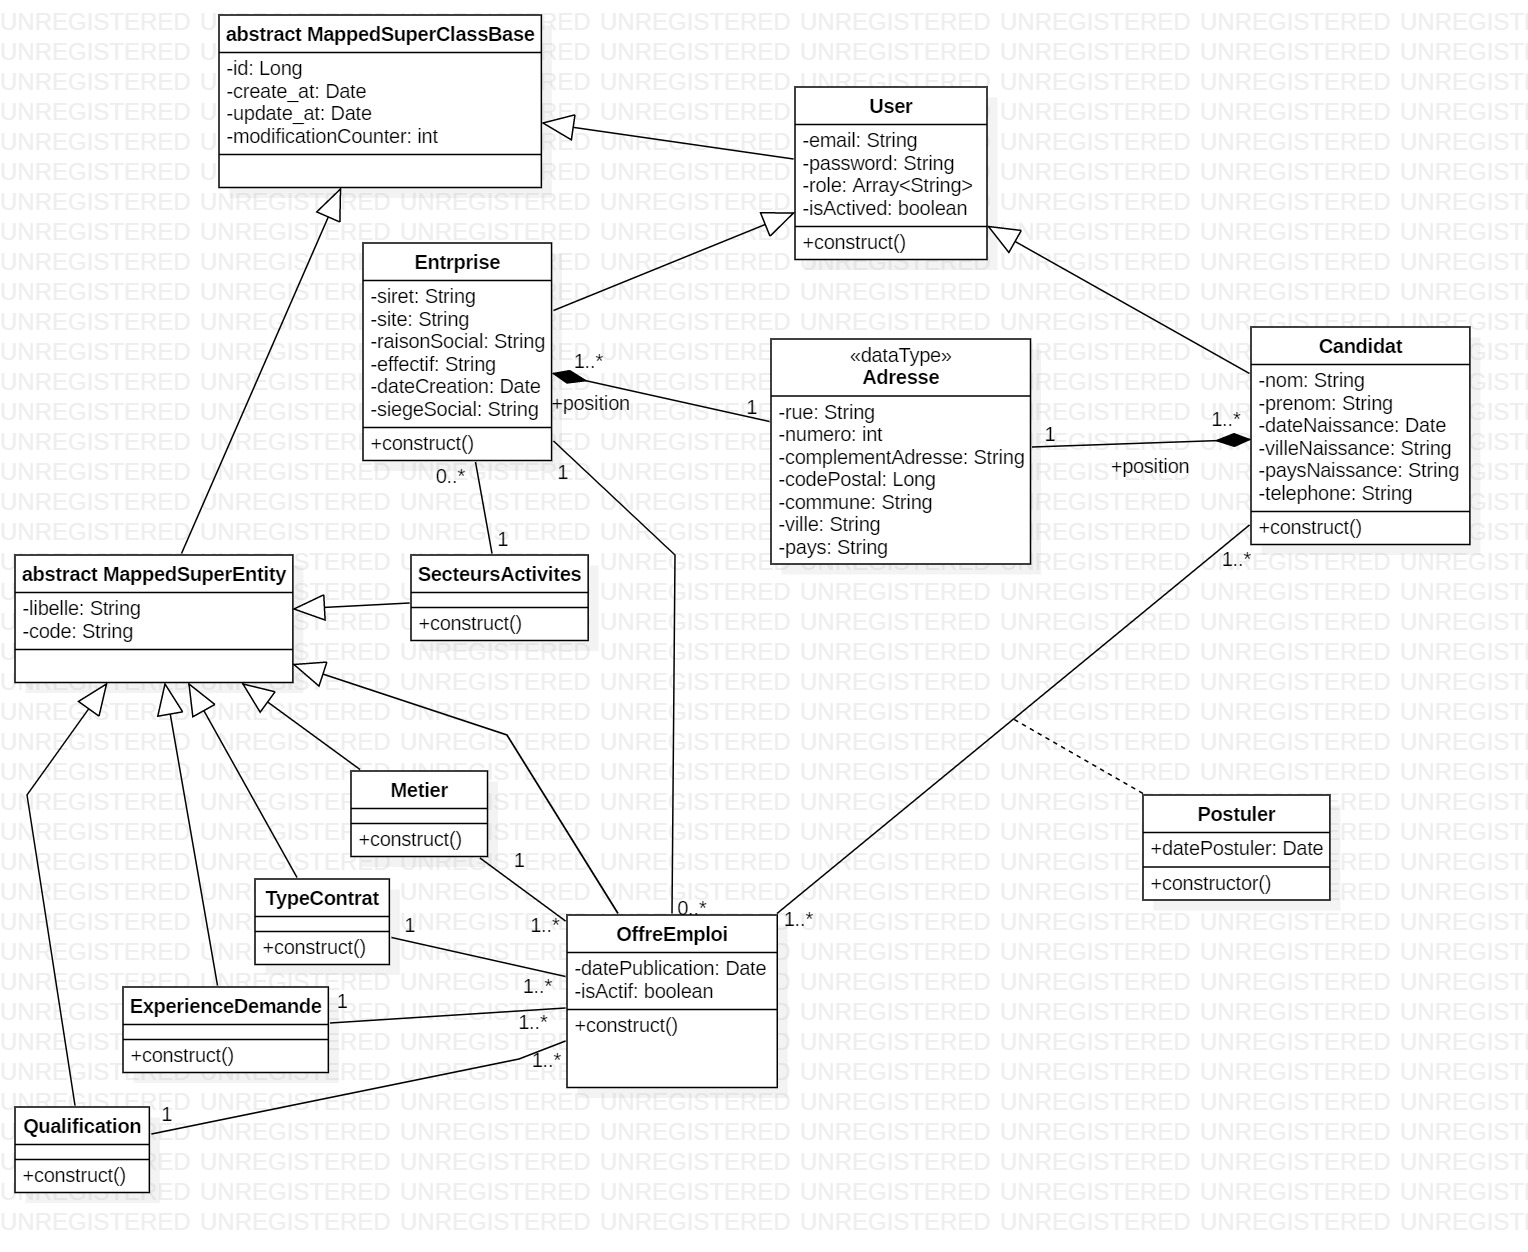 abstract MappedSuperClassBase
-id: Long
-create_at: Date
-update_at: Date
-modificationCounter: int
User
-email: String
-password: String
-role: Array<String>
-isActived: boolean
+construct()
Entrprise
-siret: String
-site: String
-raisonSocial: String
-effectif: String
-dateCreation: Date
-siegeSocial: String
+construct()
1..*
+position
1
«dataType»
Adresse
-rue: String
-numero: int
-complementAdresse: String
-codePostal: Long
-commune: String
-ville: String
-pays: String
1
+position
1..*
Candidat
-nom: String
-prenom: String
-dateNaissance: Date
-villeNaissance: String
-paysNaissance: String
-telephone: String
+construct()
1..*
0..*
1
1
abstract MappedSuperEntity
-libelle: String
-code: String
SecteursActivites
+construct()
Metier
+construct()
1
1..*
TypeContrat
+construct()
1
1..*
ExperienceDemande
+construct()
1
1..*
Qualification
+construct()
1
1..*
0..*
1..*
OffreEmploi
-datePublication: Date
-isActif: boolean
+construct()
Postuler
+datePostuler: Date
+constructor()
UNREGISTERED